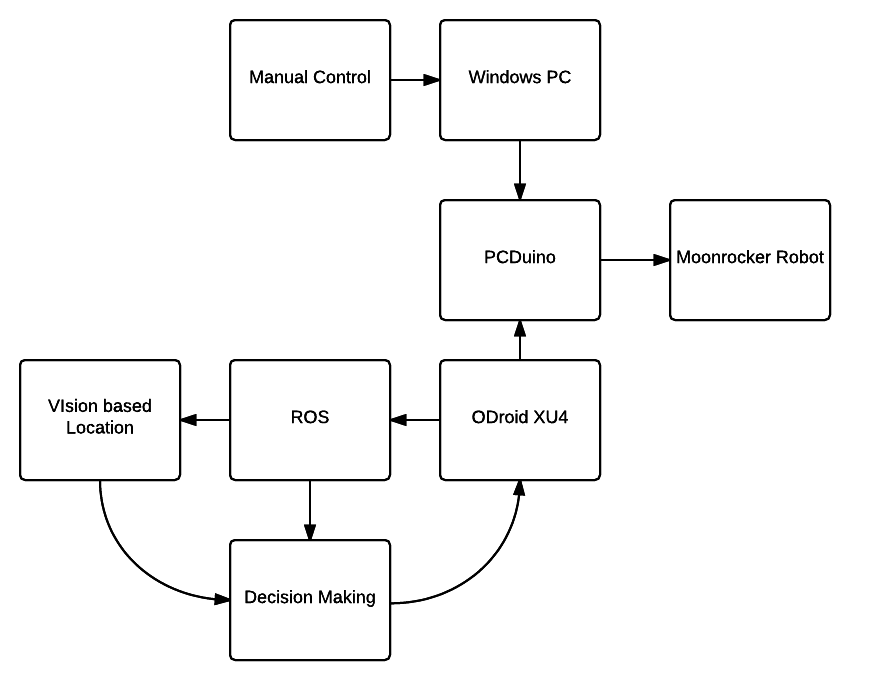 Manual Control
Windows PC
PCDuino
Moonrocker Robot
VIsion based
Location
ROS
ODroid XU4
Decision Making